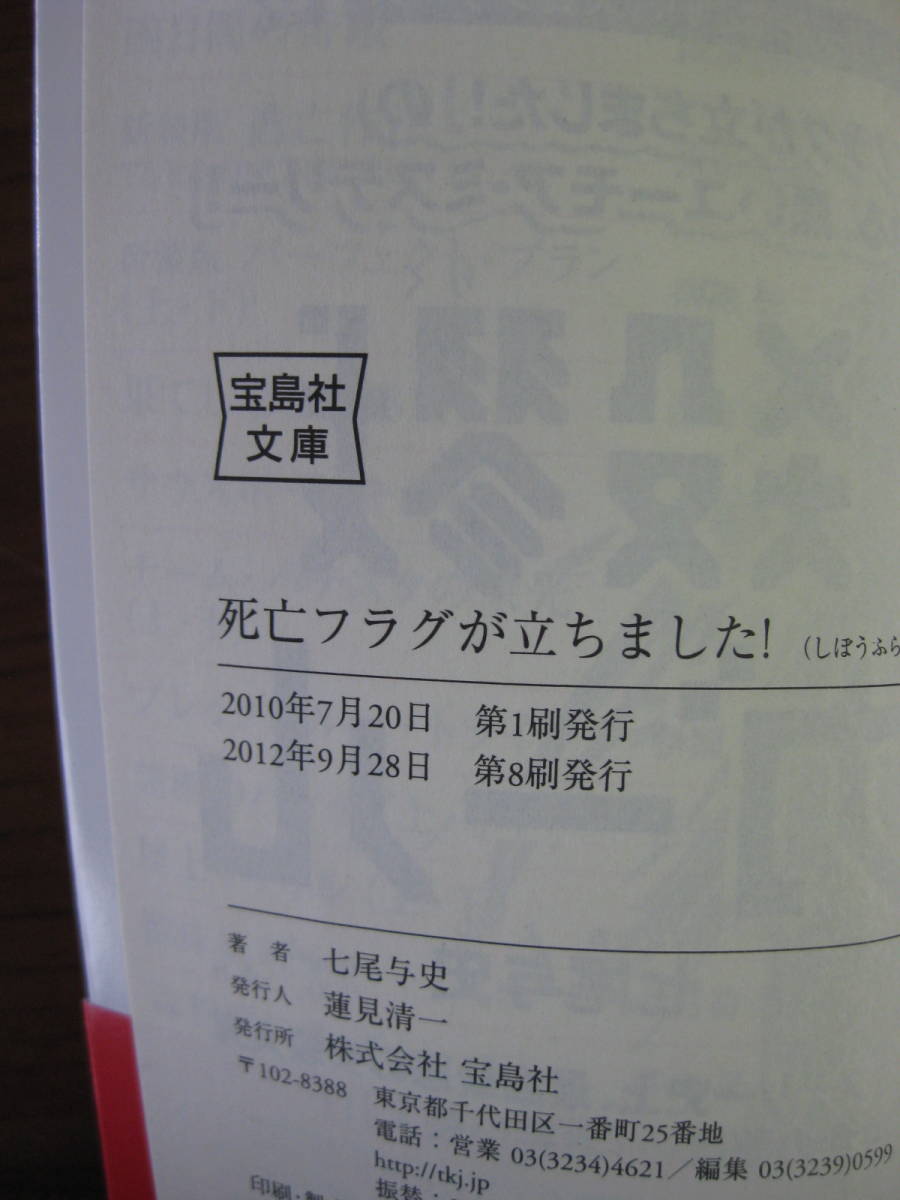 宝島社
文庫
死亡フラグが立ちました! (しぼうふら
2010年7月20日 第1刷発行
2012年9月28日 第8刷発行
著者 七尾与史
発行人 蓮見清一
発行所 株式会社 宝島社
〒102-8388 東京都千代田区一番町25番地
電話：営業 03(3234)4621／編集 03(3239)0599
http://tkj.jp
振替：
印刷・製